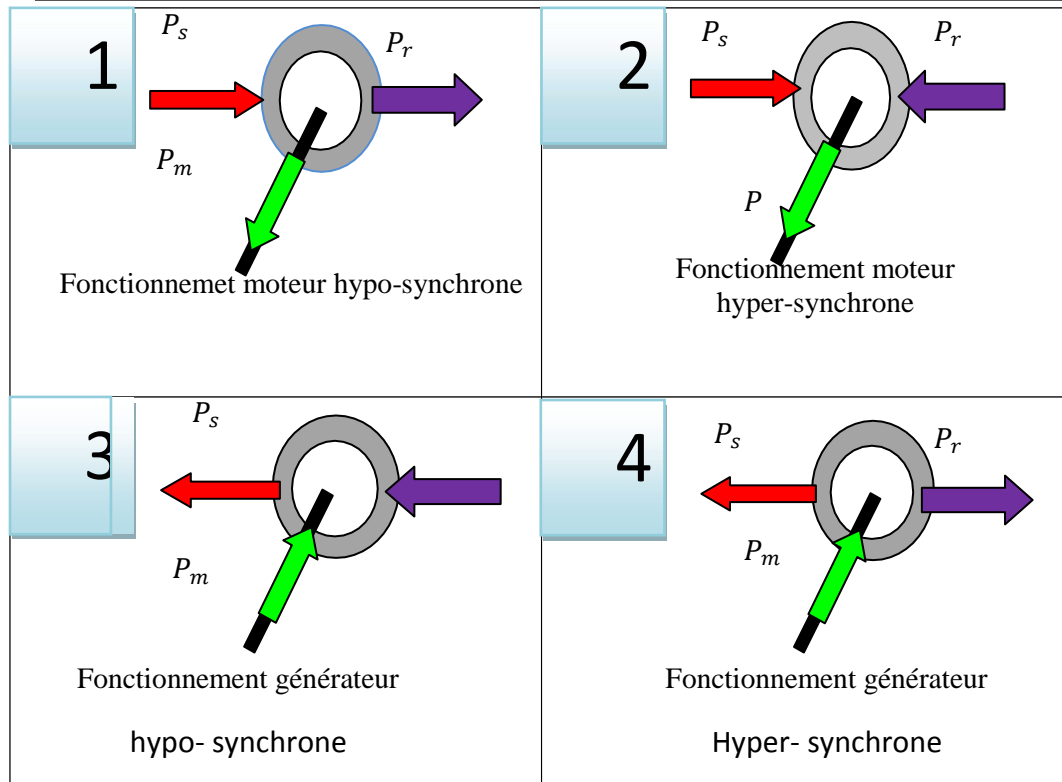 1
P_s
P_r
P_m
Fonctionnemet moteur hypo-synchrone
2
P_s
P_r
P
Fonctionnement moteur
hyper-synchrone
3
P_s
P_m
Fonctionnement générateur
hypo- synchrone
4
P_s
P_r
P_m
Fonctionnement générateur
Hyper- synchrone